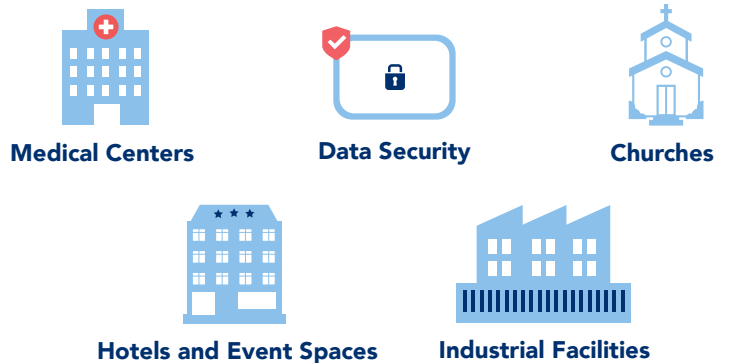 Medical Centers
Data Security
Churches
Hotels and Event Spaces
Industrial Facilities